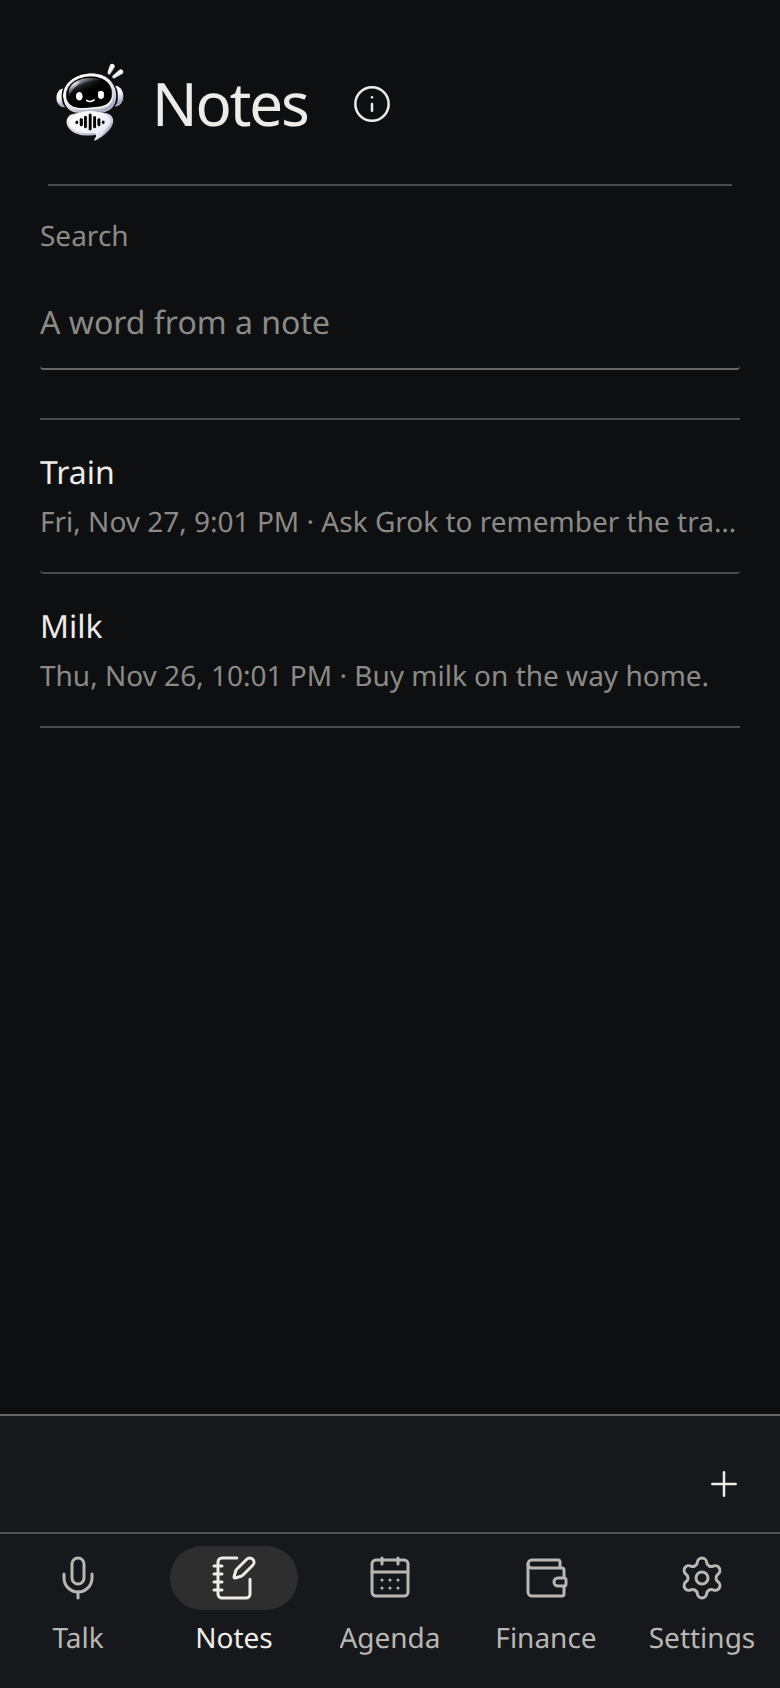 Notes
Search
A word from a note
Train
Fri, Nov 27, 9:01 PM · Ask Grok to remember the tra...
Milk
Thu, Nov 26, 10:01 PM · Buy milk on the way home.
Talk
Notes
Agenda
Finance
Settings